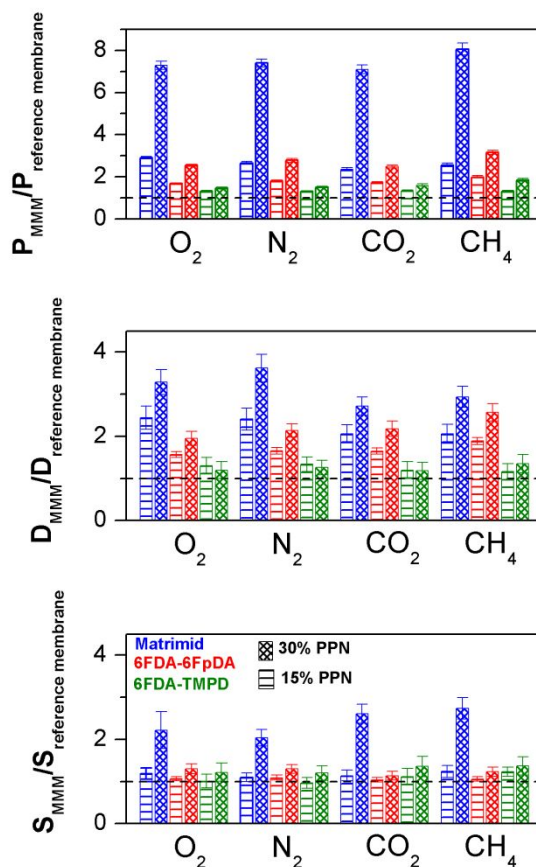 P_MMM/P_reference membrane
8
6
4
2
0
O₂ N₂ CO₂ CH₄
D_MMM/D_reference membrane
4
2
0
O₂ N₂ CO₂ CH₄
S_MMM/S_reference membrane
4
2
0
Matrimid
6FDA-6FpDA
6FDA-TMPD
30% PPN
15% PPN
O₂ N₂ CO₂ CH₄